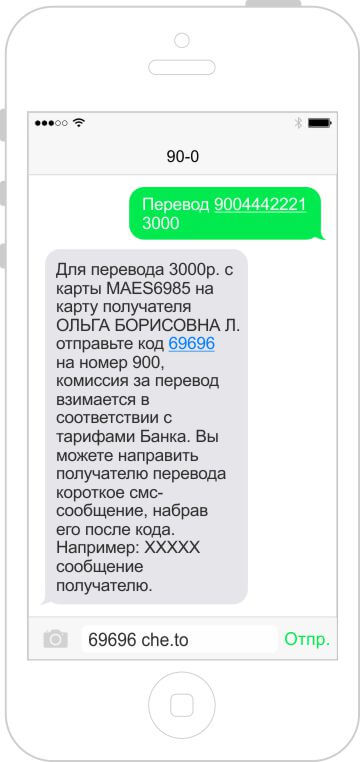 90-0
Перевод 9004442221
3000
Для перевода 3000р. с
карты MAES6985 на
карту получателя
ОЛЬГА БОРИСОВНА Л.
отправьте код 69696
на номер 900,
комиссия за перевод
взимается в
соответствии с
тарифами Банка. Вы
можете направить
получателю перевода
короткое смс-
сообщение, набрав
его после кода.
Например: XXXXX
сообщение
получателю.
69696 che.to Отпр.